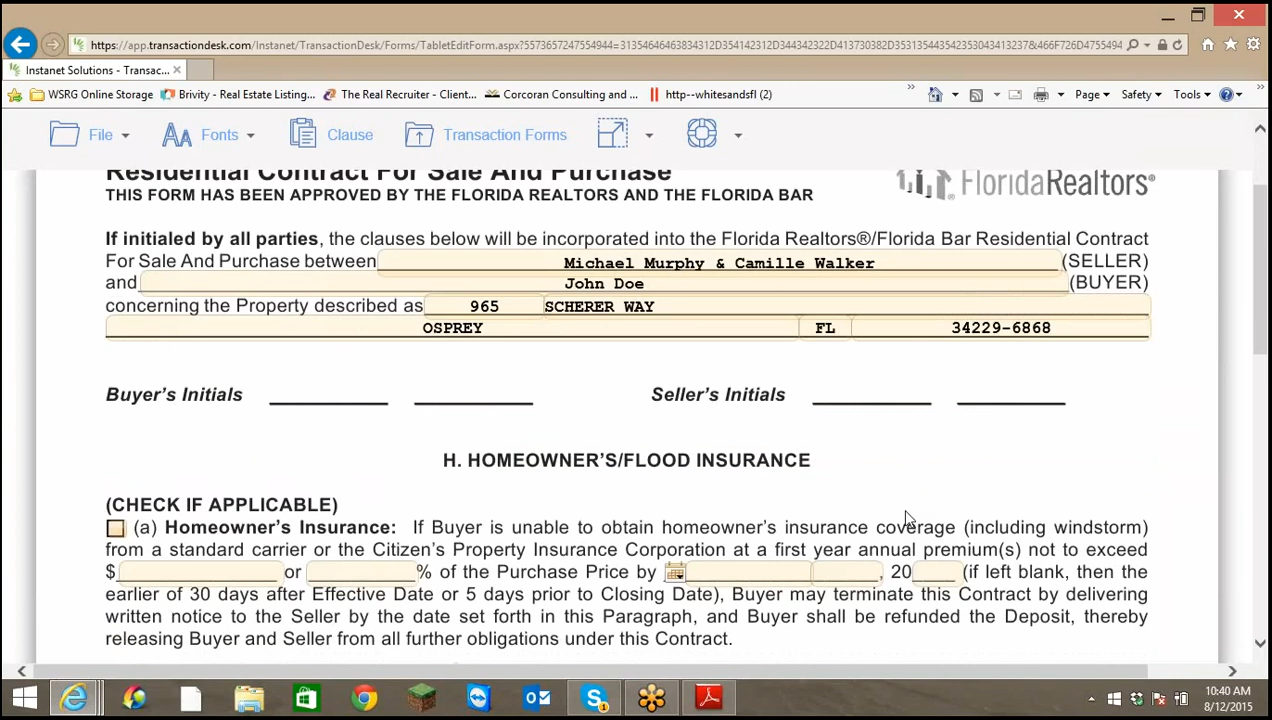 https://app.transactiondesk.com/Instanet/TransactionDesk/Forms/TabletEditForm.aspx?5573657247554944=
Instanet Solutions - Transac...
WSRG Online Storage
Brivity - Real Estate Listing...
The Real Recruiter - Client...
Corcoran Consulting and ...
http--whitesandsfl (2)
Page
Safety
Tools
File
Fonts
Clause
Transaction Forms
Residential Contract For Sale And Purchase
THIS FORM HAS BEEN APPROVED BY THE FLORIDA REALTORS AND THE FLORIDA BAR
FloridaRealtors®
If initialed by all parties, the clauses below will be incorporated into the Florida Realtors®/Florida Bar Residential Contract
For Sale And Purchase between Michael Murphy & Camille Walker (SELLER)
and John Doe (BUYER)
concerning the Property described as 965 SCHERER WAY
OSPREY FL 34229-6868
Buyer's Initials Seller's Initials
H. HOMEOWNER'S/FLOOD INSURANCE
(CHECK IF APPLICABLE)
(a) Homeowner's Insurance: If Buyer is unable to obtain homeowner's insurance coverage (including windstorm)
from a standard carrier or the Citizen's Property Insurance Corporation at a first year annual premium(s) not to exceed
$ or % of the Purchase Price by , 20 (if left blank, then the
earlier of 30 days after Effective Date or 5 days prior to Closing Date), Buyer may terminate this Contract by delivering
written notice to the Seller by the date set forth in this Paragraph, and Buyer shall be refunded the Deposit, thereby
releasing Buyer and Seller from all further obligations under this Contract.
10:40 AM
8/12/2015